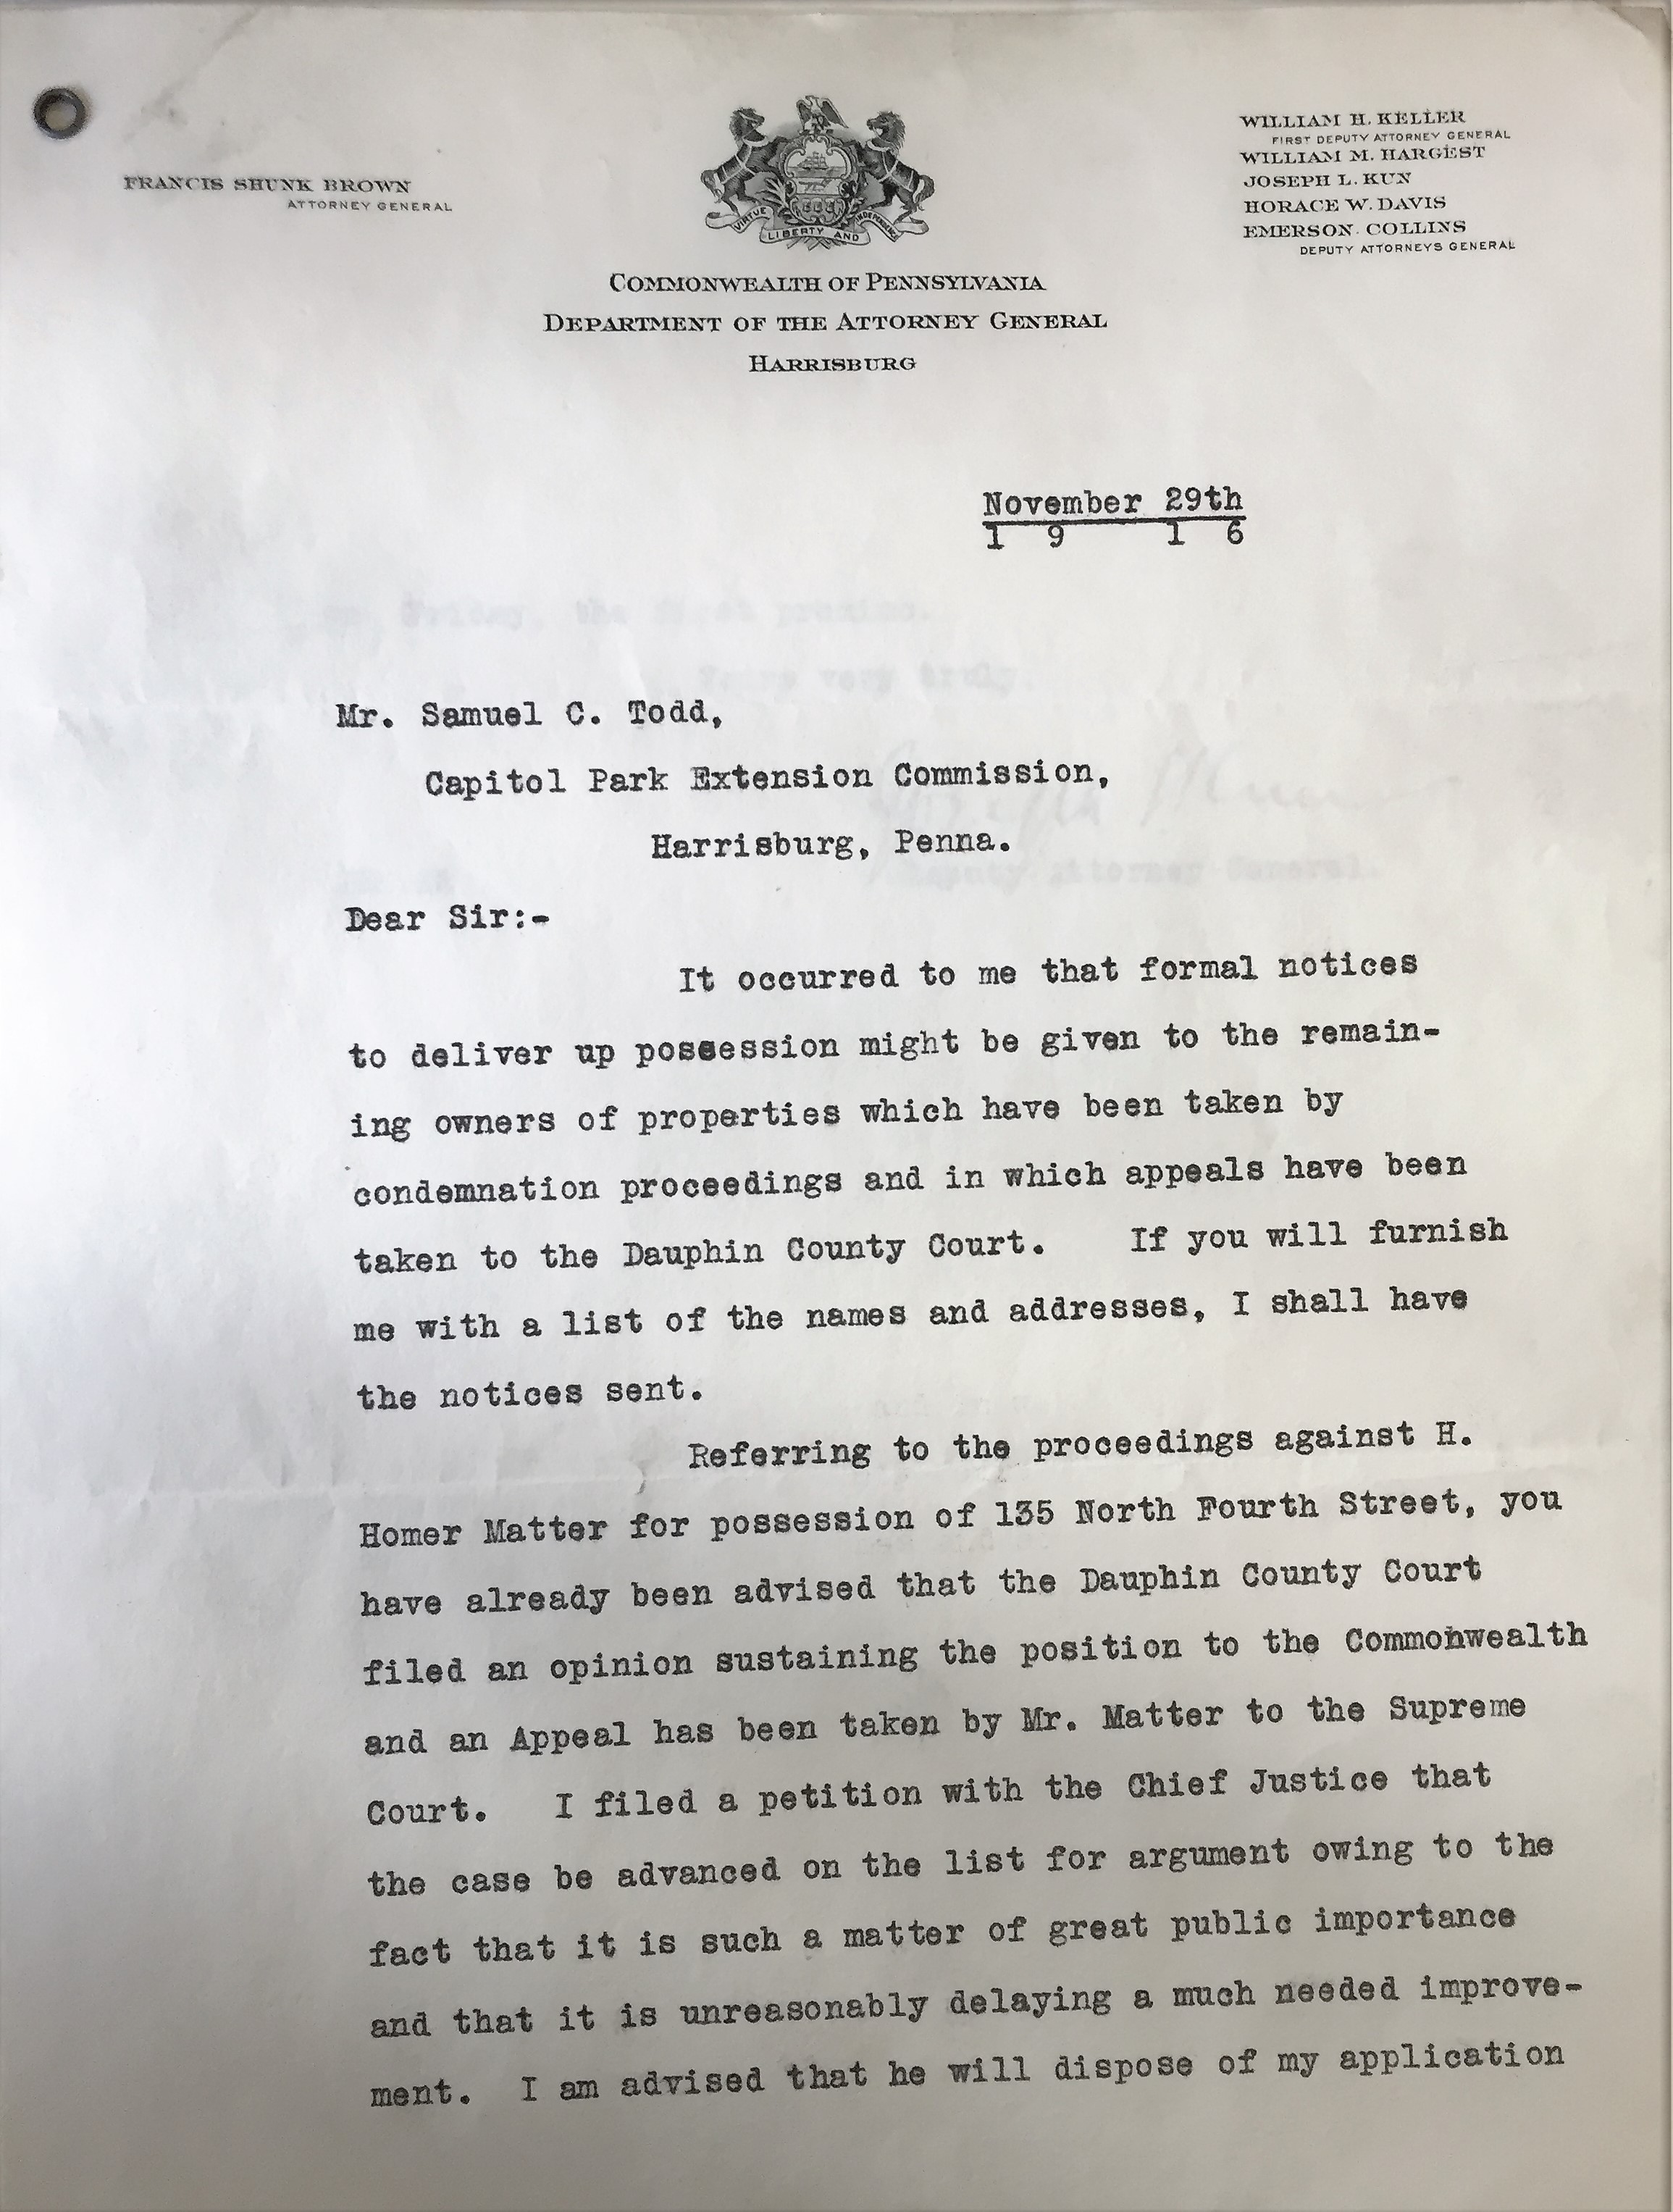 FRANCIS SHUNK BROWN
ATTORNEY GENERAL
VIRTUE LIBERTY AND INDEPENDENCE
WILLIAM H. KELLER
FIRST DEPUTY ATTORNEY GENERAL
WILLIAM M. HARGEST
JOSEPH L. KUN
HORACE W. DAVIS
EMERSON COLLINS
DEPUTY ATTORNEYS GENERAL
COMMONWEALTH OF PENNSYLVANIA
DEPARTMENT OF THE ATTORNEY GENERAL
HARRISBURG
November 29th
1 9 1 6
Friday, the first proximo.
Yours very truly,
Mr. Samuel C. Todd,
Capitol Park Extension Commission,
Harrisburg, Penna.
Deputy Attorney General.
Dear Sir:-
It occurred to me that formal notices
to deliver up possession might be given to the remain-
ing owners of properties which have been taken by
condemnation proceedings and in which appeals have been
taken to the Dauphin County Court. If you will furnish
me with a list of the names and addresses, I shall have
the notices sent.
Referring to the proceedings against H.
Homer Matter for possession of 135 North Fourth Street, you
have already been advised that the Dauphin County Court
filed an opinion sustaining the position to the Commonwealth
and an Appeal has been taken by Mr. Matter to the Supreme
Court. I filed a petition with the Chief Justice that
the case be advanced on the list for argument owing to the
fact that it is such a matter of great public importance
and that it is unreasonably delaying a much needed improve-
ment. I am advised that he will dispose of my application